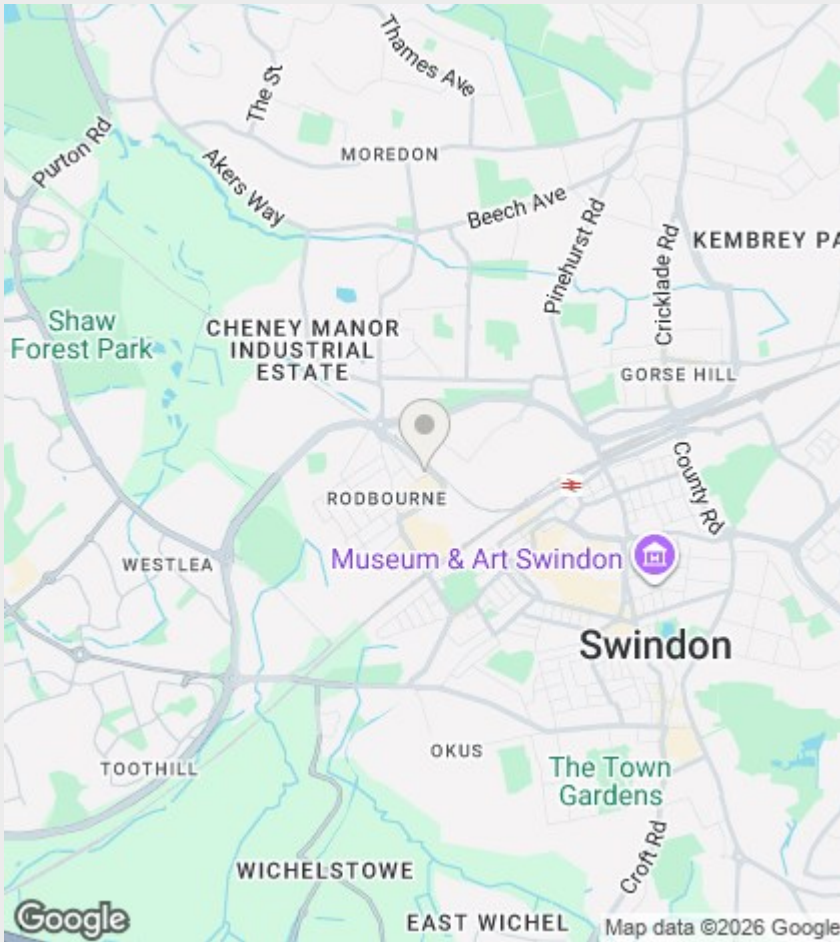 Thames Ave
The St
Purton Rd
MOREDON
Akers Way
Beech Ave
Pinehurst Rd
Cricklade Rd
KEMBREY PA
Shaw
Forest Park
CHENEY MANOR
INDUSTRIAL
ESTATE
GORSE HILL
County Rd
RODBOURNE
WESTLEA
Museum & Art Swindon
M
Swindon
OKUS
TOOTHILL
The Town
Gardens
Croft Rd
WICHELSTOWE
EAST WICHEL
Google
Map data ©2026 Google